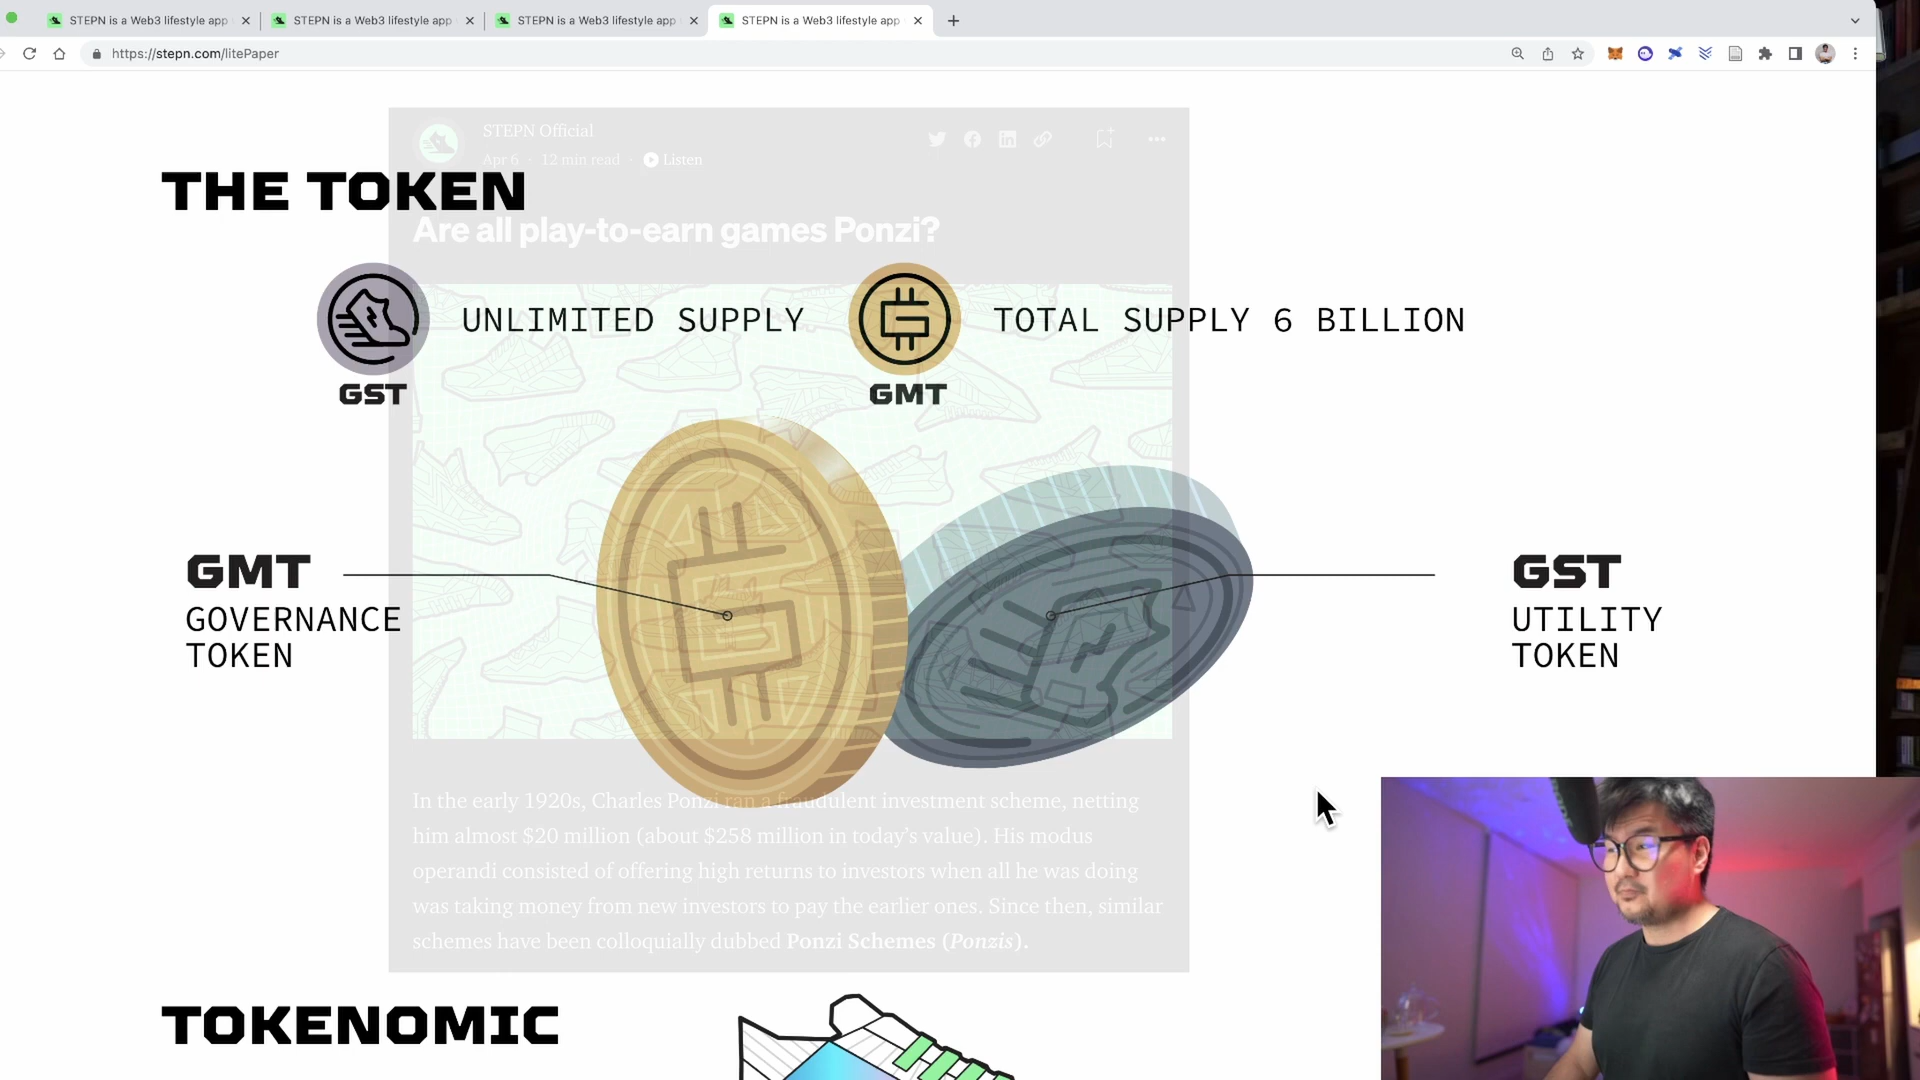 STEPN is a Web3 lifestyle app
STEPN is a Web3 lifestyle app
STEPN is a Web3 lifestyle app
STEPN is a Web3 lifestyle app
https://stepn.com/litePaper
STEPN Official
Apr 6 · 12 min read · Listen
THE TOKEN
Are all play-to-earn games Ponzi?
UNLIMITED SUPPLY
TOTAL SUPPLY 6 BILLION
GST
GMT
GMT
GOVERNANCE
TOKEN
GST
UTILITY
TOKEN
In the early 1920s, Charles Ponzi ran a fraudulent investment scheme, netting
him almost $20 million (about $258 million in today's value). His modus
operandi consisted of offering high returns to investors when all he was doing
was taking money from new investors to pay the earlier ones. Since then, similar
schemes have been colloquially dubbed Ponzi Schemes (Ponzis).
TOKENOMIC